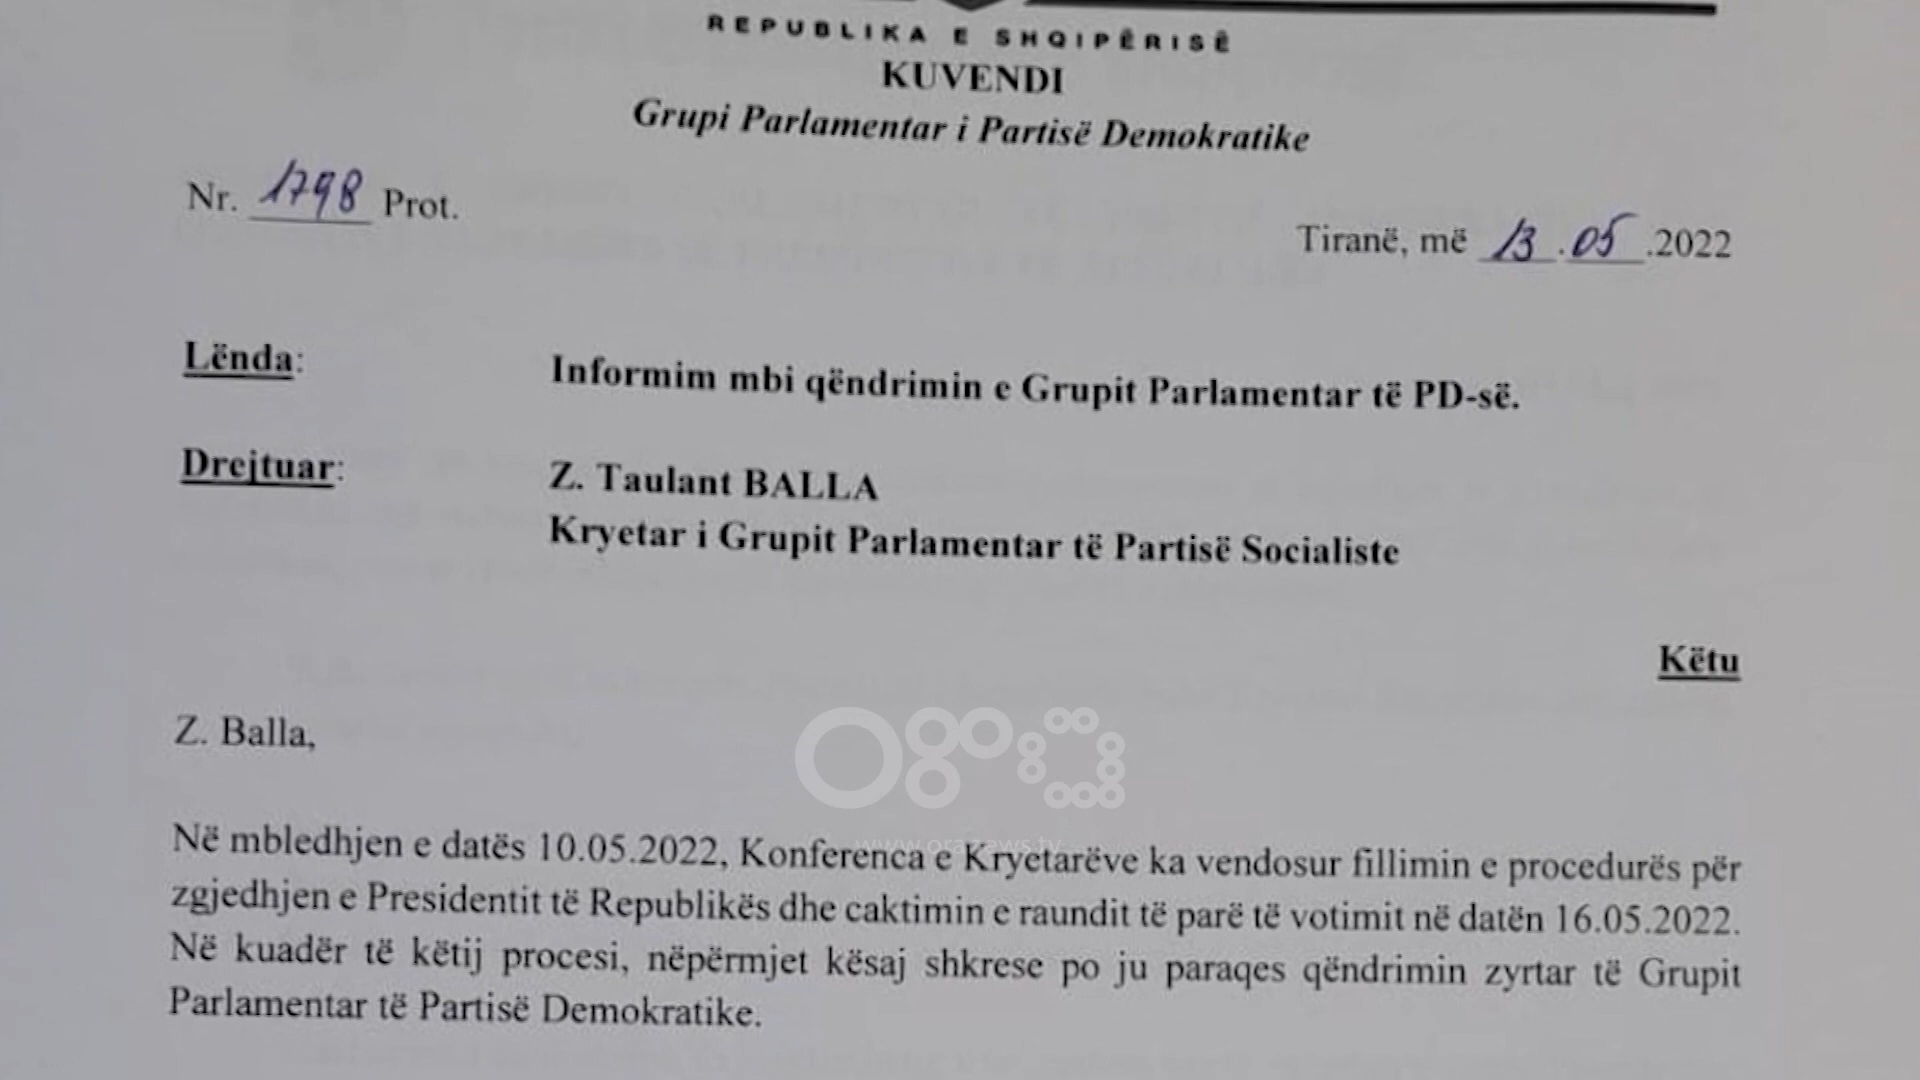 REPUBLIKA E SHQIPËRISË
KUVENDI
Grupi Parlamentar i Partisë Demokratike
Nr. 1798 Prot.
Tiranë, më 13.05.2022
Lënda: Informim mbi qëndrimin e Grupit Parlamentar të PD-së.
Drejtuar: Z. Taulant BALLA
Kryetar i Grupit Parlamentar të Partisë Socialiste
Këtu
Z. Balla,
ora
www.oranews.tv
Në mbledhjen e datës 10.05.2022, Konferenca e Kryetarëve ka vendosur fillimin e procedurës për
zgjedhjen e Presidentit të Republikës dhe caktimin e raundit të parë të votimit në datën 16.05.2022.
Në kuadër të këtij procesi, nëpërmjet kësaj shkrese po ju paraqes qëndrimin zyrtar të Grupit
Parlamentar të Partisë Demokratike.